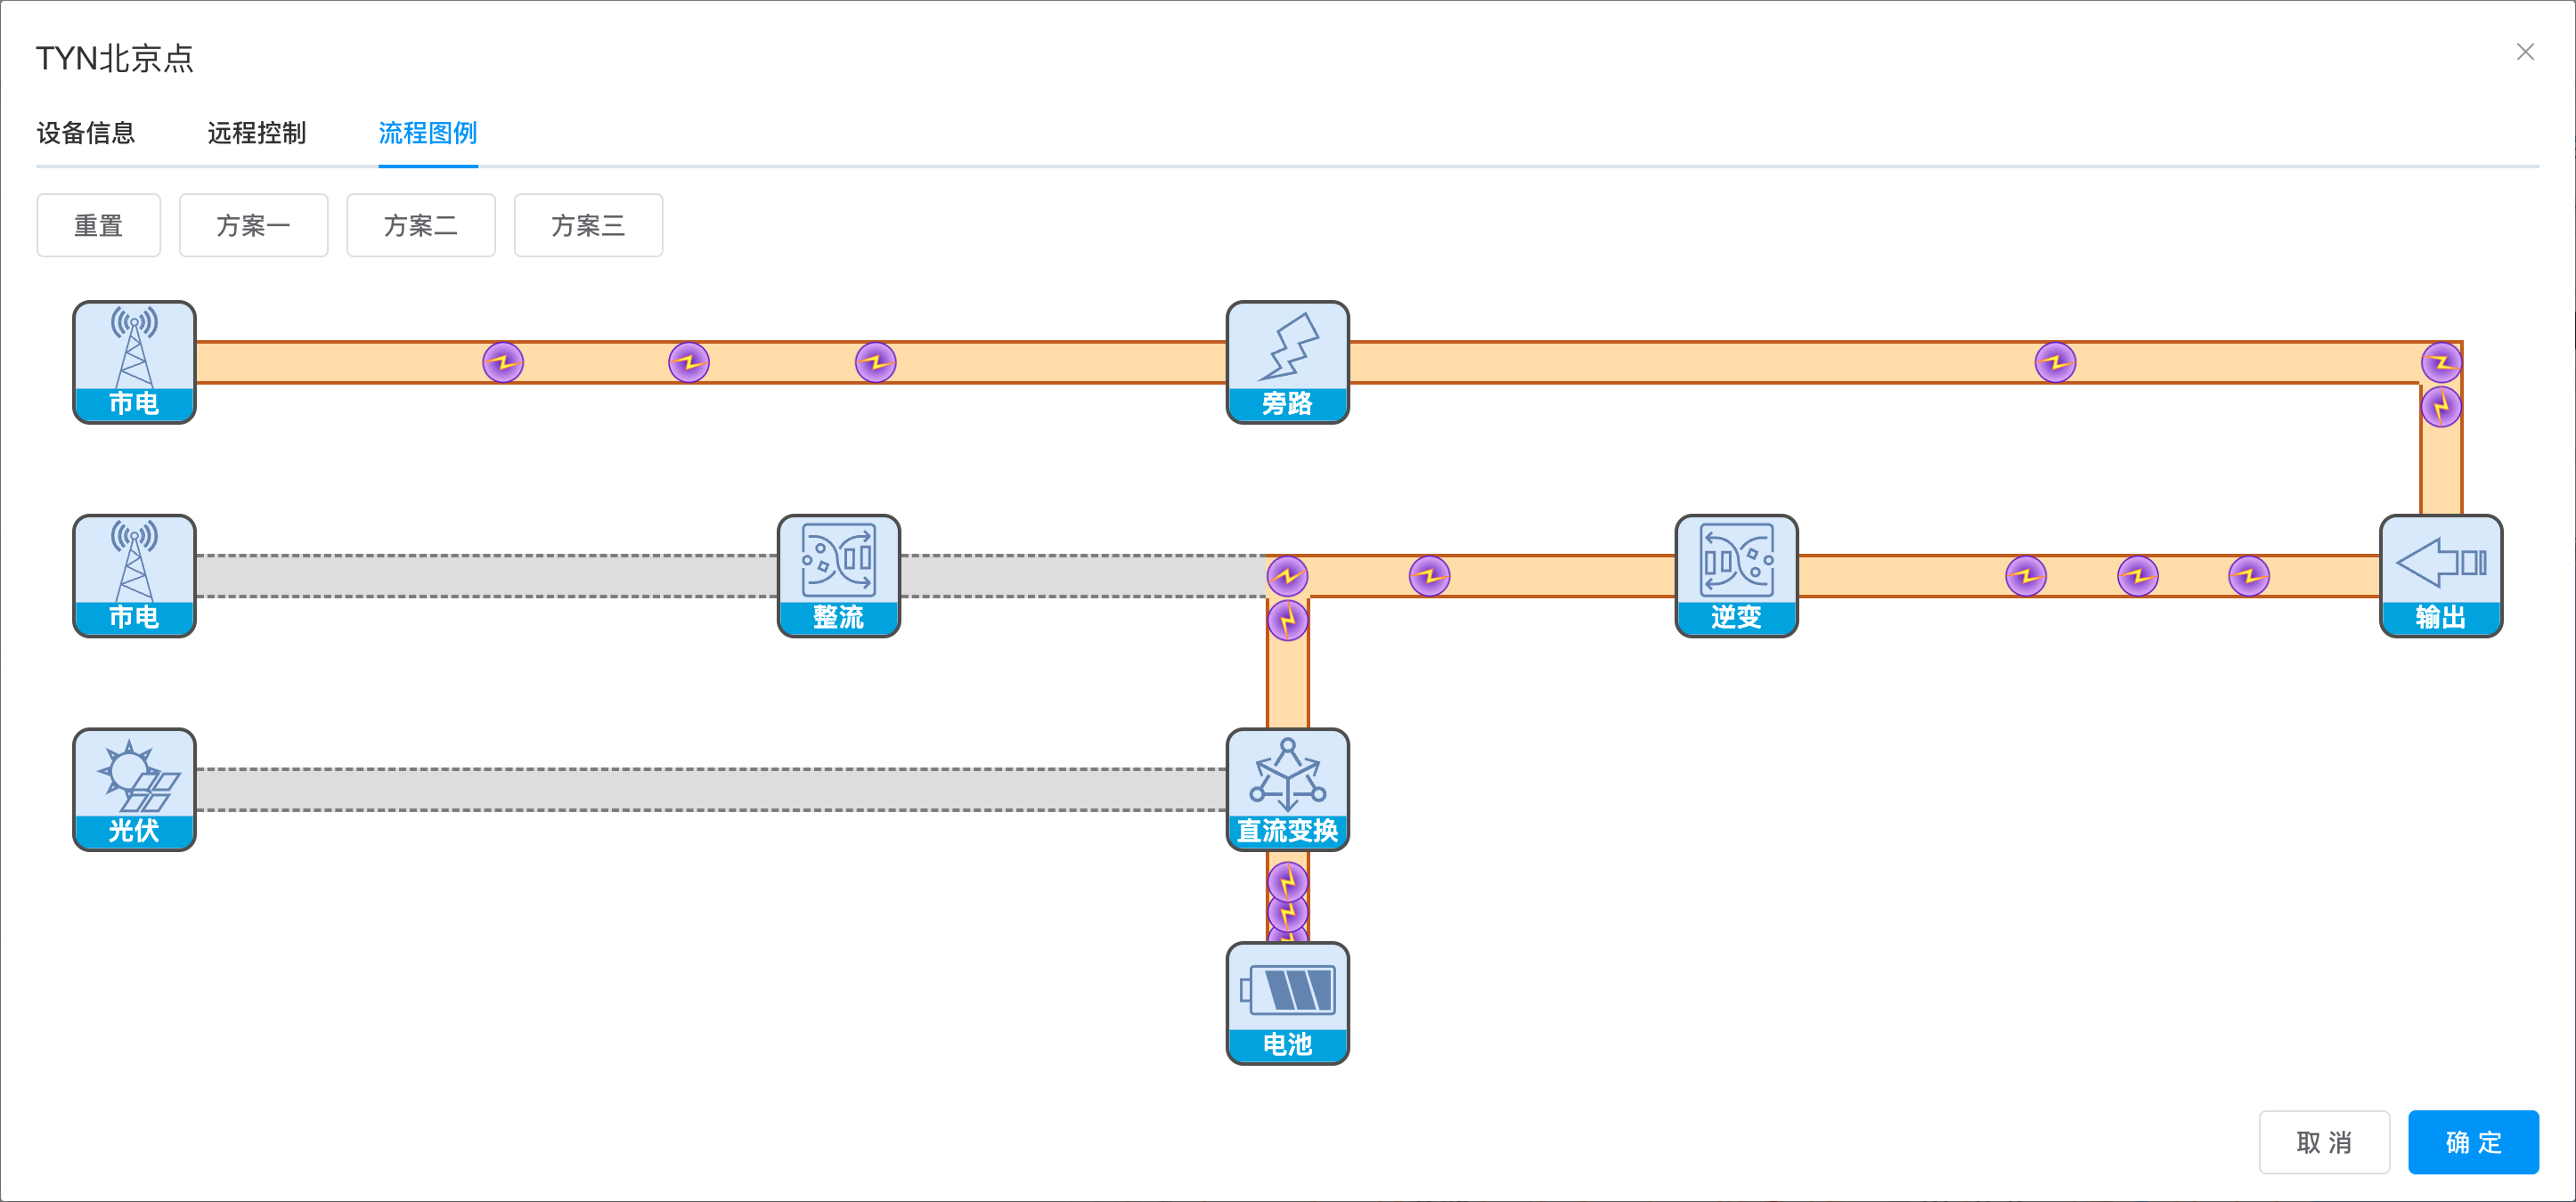 TYN北京点
设备信息 远程控制 流程图例
重置 方案一 方案二 方案三
市电 旁路
市电 整流 逆变 输出
光伏 直流变换
电池
取 消 确 定